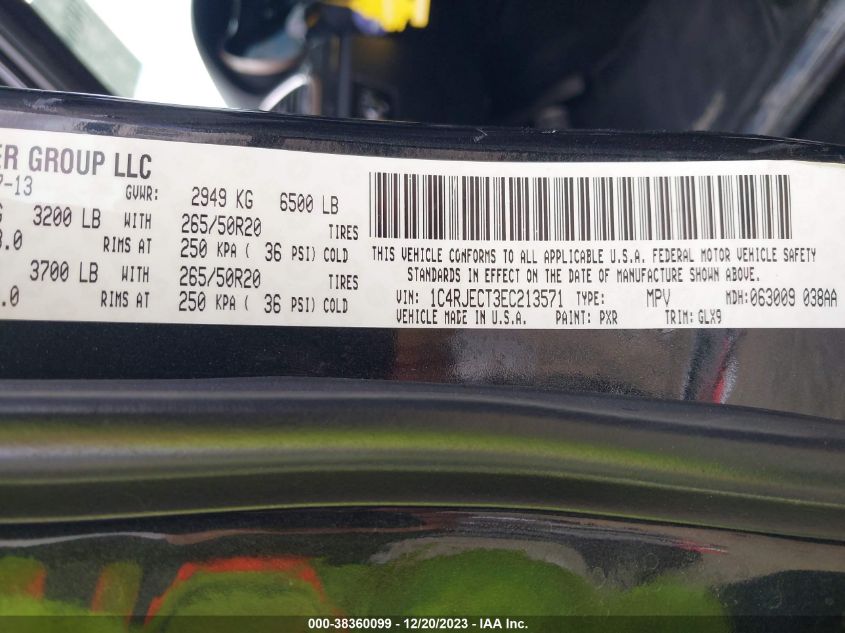 ER GROUP LLC
7-13 GVWR: 2949 KG 6500 LB
G 3200 LB WITH 265/50R20 TIRES
8.0 RIMS AT 250 KPA ( 36 PSI) COLD
3700 LB WITH 265/50R20 TIRES
.0 RIMS AT 250 KPA ( 36 PSI) COLD
THIS VEHICLE CONFORMS TO ALL APPLICABLE U.S.A. FEDERAL MOTOR VEHICLE SAFETY
STANDARDS IN EFFECT ON THE DATE OF MANUFACTURE SHOWN ABOVE.
VIN: 1C4RJECT3EC213571 TYPE: MPV MDH:063009 038AA
VEHICLE MADE IN U.S.A. PAINT: PXR TRIM: GLX9
000-38360099 - 12/20/2023 - IAA Inc.